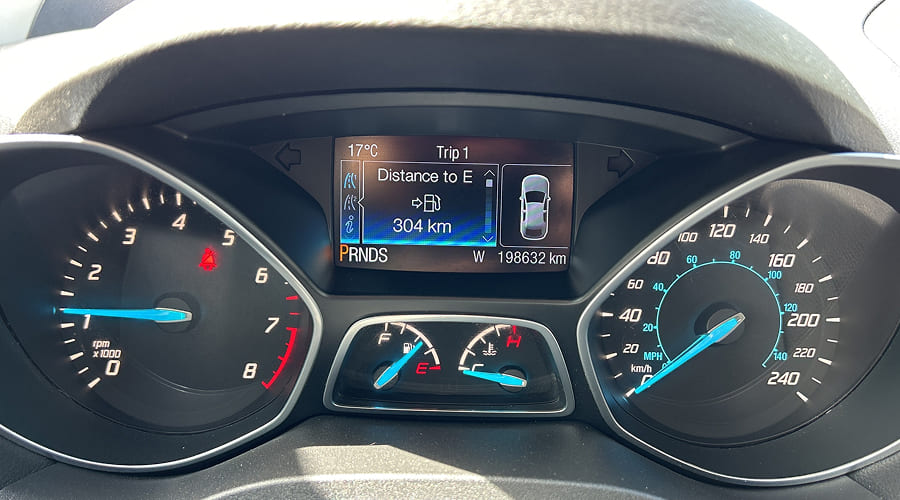 17°C Trip 1
Distance to E
304 km
i
PRNDS W 198632 km
0 1 2 3 4 5 6 7 8
rpm
x1000
F E
C H
0 20 40 60 80 100 120 140 160 180 200 220 240
20 40 60 80 100 120 140
MPH
km/h